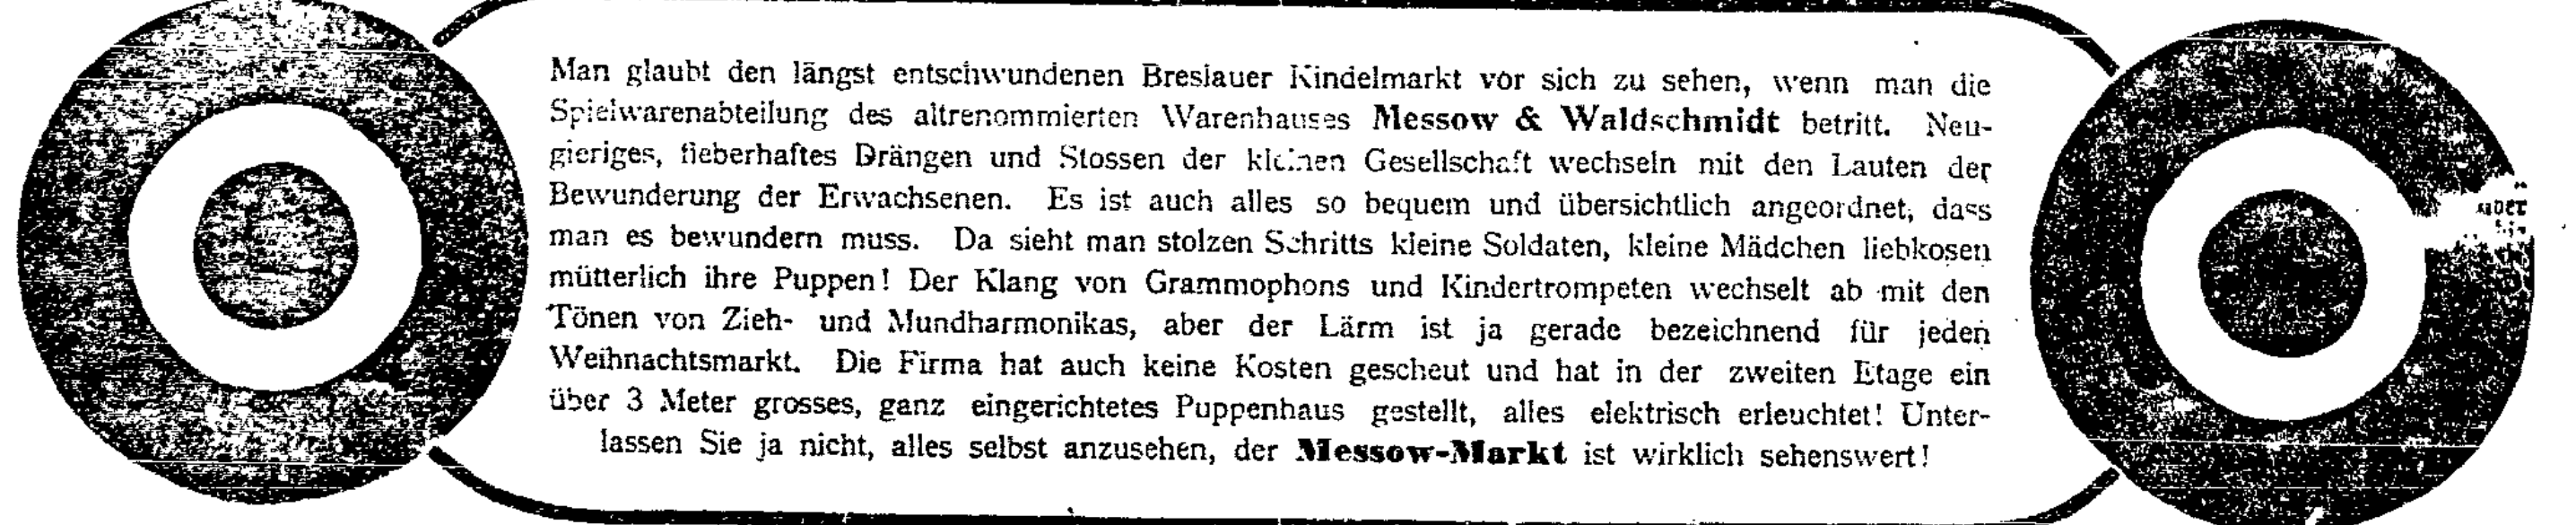 Man glaubt den längst entschwundenen Breslauer Kindelmarkt vor sich zu sehen, wenn man die
Spielwarenabteilung des altrenommierten Warenhauses Messow & Waldschmidt betritt. Neu-
gieriges, fieberhaftes Drängen und Stossen der kleinen Gesellschaft wechseln mit den Lauten der
Bewunderung der Erwachsenen. Es ist auch alles so bequem und übersichtlich angeordnet, dass
man es bewundern muss. Da sieht man stolzen Schritts kleine Soldaten, kleine Mädchen liebkosen
mütterlich ihre Puppen! Der Klang von Grammophons und Kindertrompeten wechselt ab mit den
Tönen von Zieh- und Mundharmonikas, aber der Lärm ist ja gerade bezeichnend für jeden
Weihnachtsmarkt. Die Firma hat auch keine Kosten gescheut und hat in der zweiten Etage ein
über 3 Meter grosses, ganz eingerichtetes Puppenhaus gestellt, alles elektrisch erleuchtet! Unter-
lassen Sie ja nicht, alles selbst anzusehen, der Messow-Markt ist wirklich sehenswert!